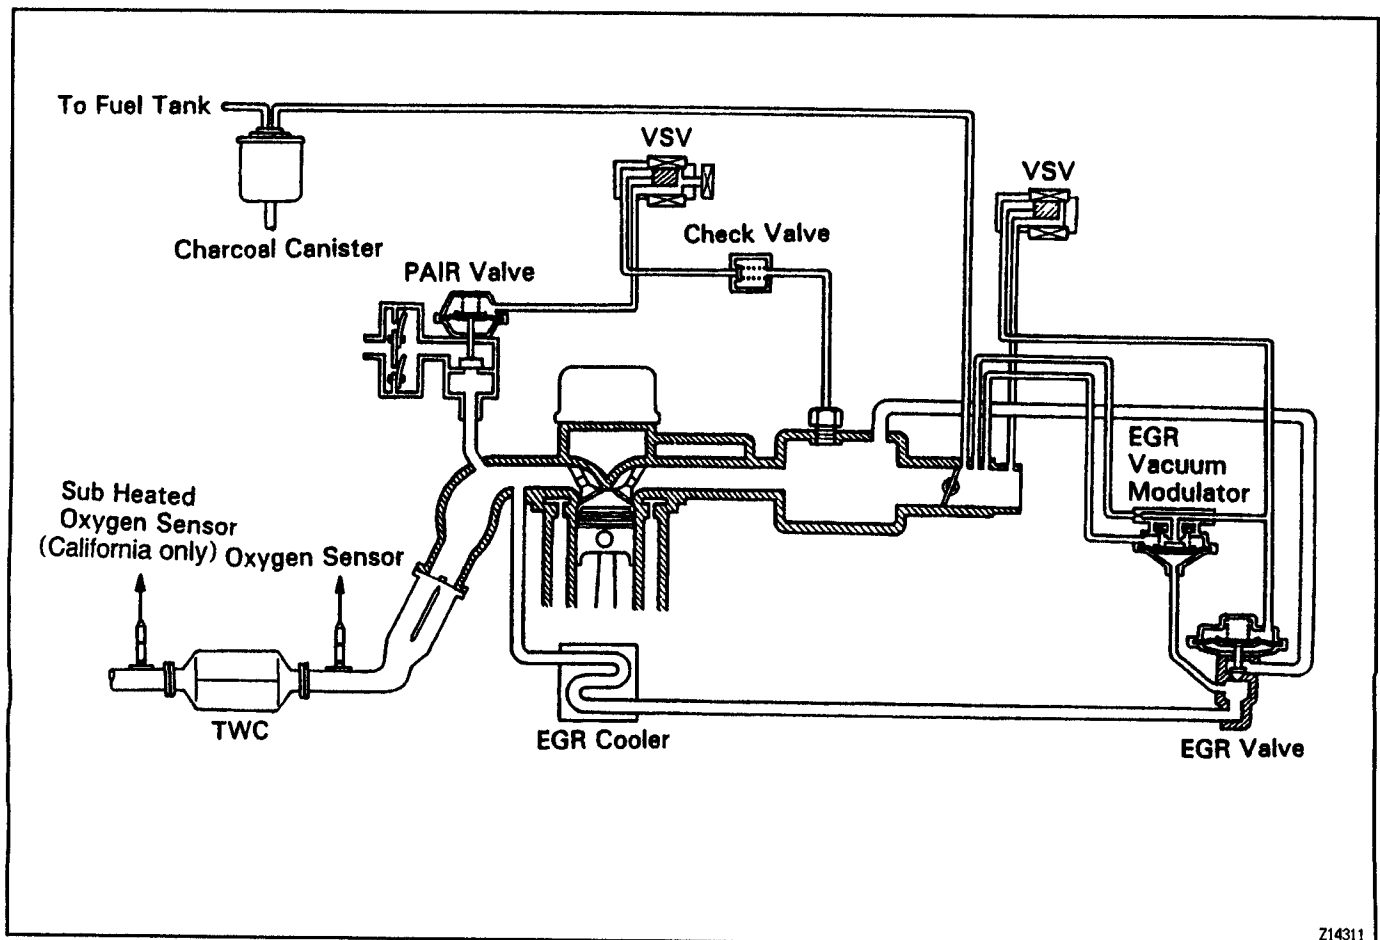 To Fuel Tank
VSV
VSV
Charcoal Canister
Check Valve
PAIR Valve
EGR
Vacuum
Modulator
Sub Heated
Oxygen Sensor
(California only)
Oxygen Sensor
TWC
EGR Cooler
EGR Valve
Z14311